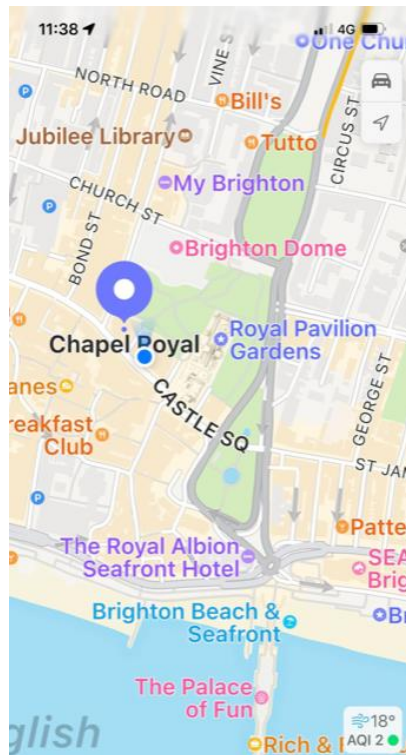 11:38
4G
One Chu
VINE S
NORTH ROAD
Bill's
CIRCUS ST
Jubilee Library
Tutto
CHURCH ST
My Brighton
BOND ST
Brighton Dome
Chapel Royal
Royal Pavilion
Gardens
anes
CASTLE SQ
GEORGE ST
reakfast
Club
ST JAM
Patte
The Royal Albion
Seafront Hotel
SEA
Brig
Brighton Beach &
Seafront
B
The Palace
of Fun
glish
Rich &
18°
AQI 2